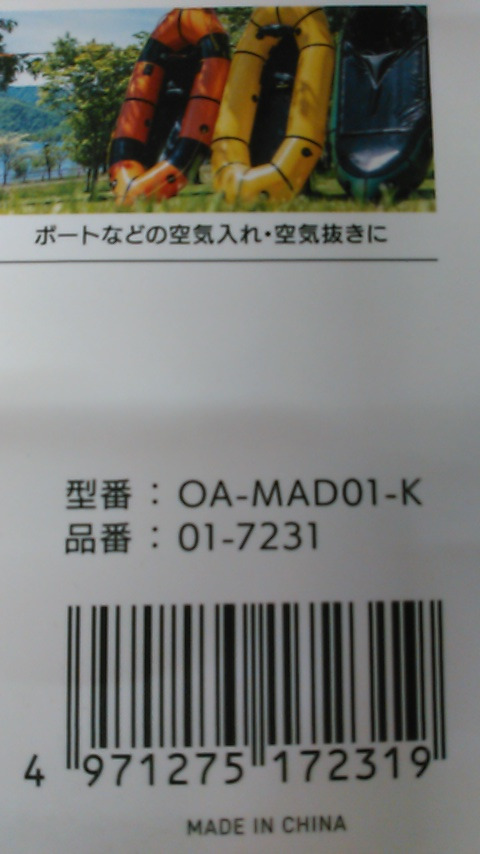 ボートなどの空気入れ・空気抜きに
型番：OA-MAD01-K
品番：01-7231
4 971275 172319
MADE IN CHINA